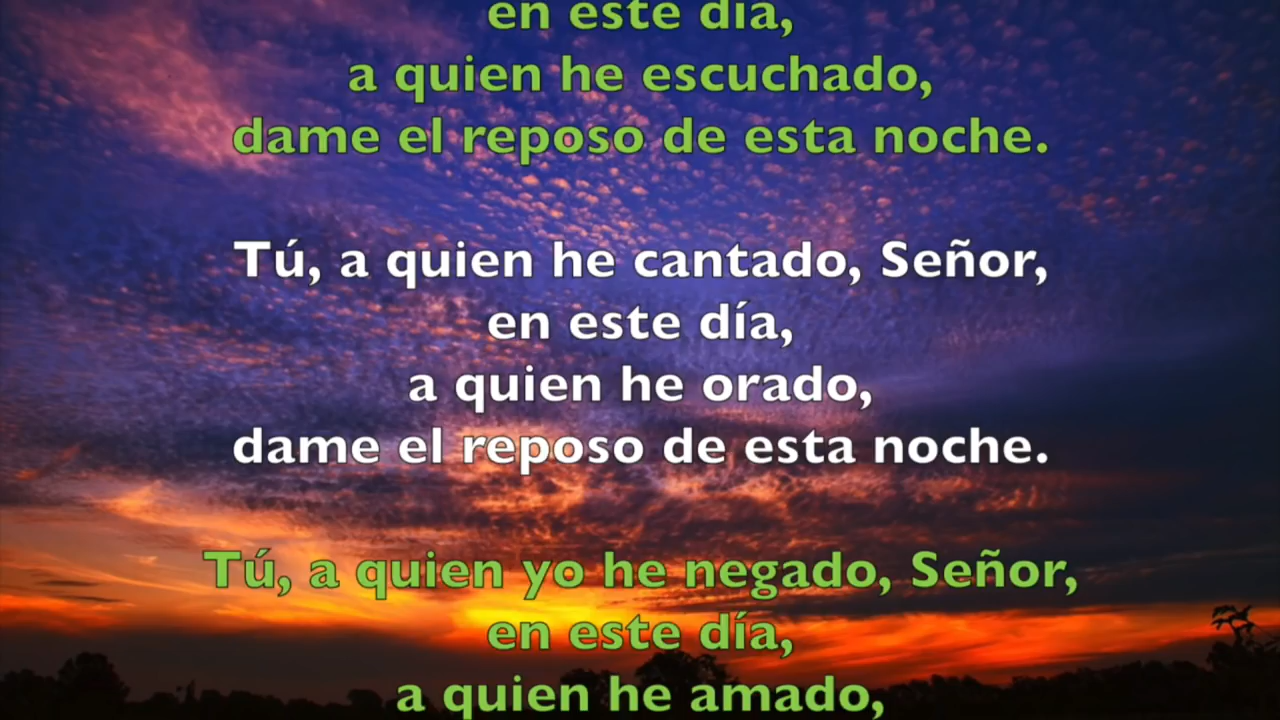 en este día,
a quien he escuchado,
dame el reposo de esta noche.
Tú, a quien he cantado, Señor,
en este día,
a quien he orado,
dame el reposo de esta noche.
Tú, a quien yo he negado, Señor,
en este día,
a quien he amado,